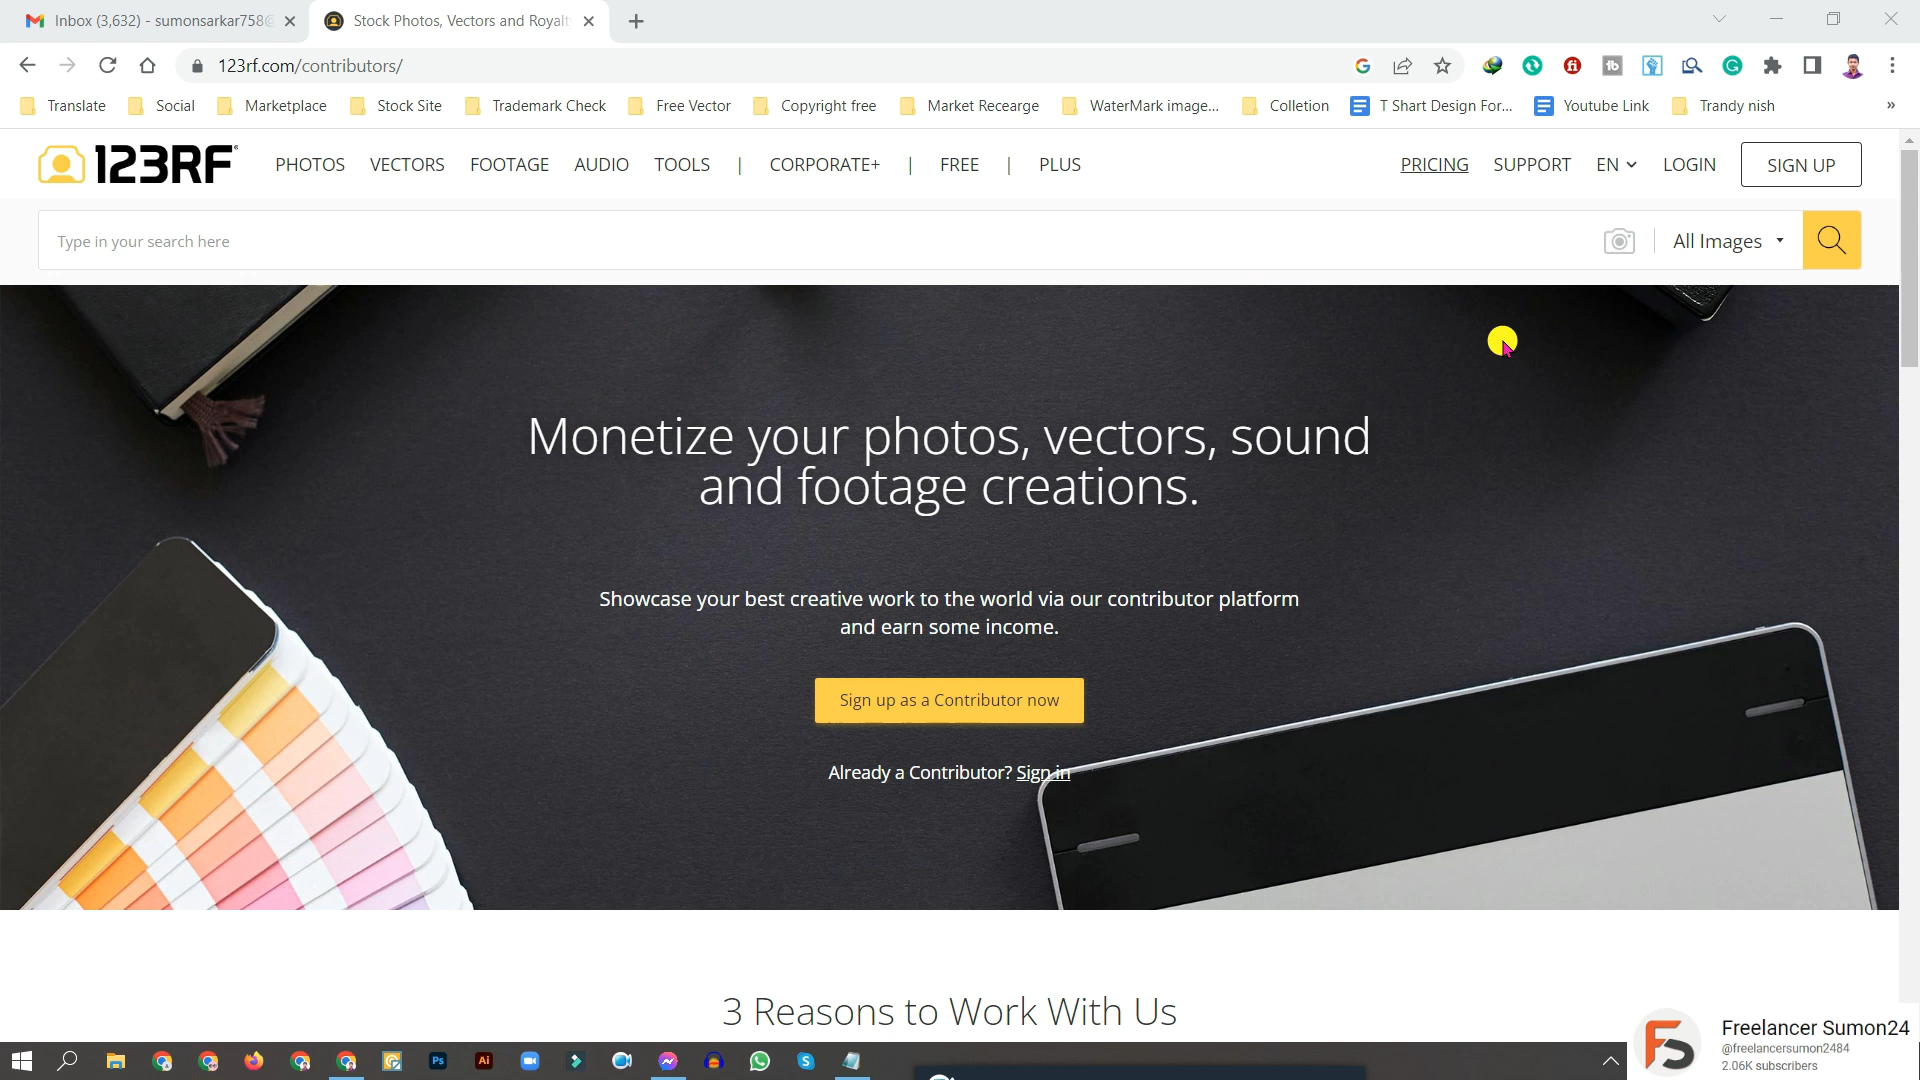 Inbox (3,632) - sumonsarkar758@
Stock Photos, Vectors and Royalt
123rf.com/contributors/
Translate
Social
Marketplace
Stock Site
Trademark Check
Free Vector
Copyright free
Market Recearge
WaterMark image...
Colletion
T Shart Design For...
Youtube Link
Trandy nish
»
123RF
PHOTOS VECTORS FOOTAGE AUDIO TOOLS | CORPORATE+ | FREE | PLUS
PRICING SUPPORT EN LOGIN SIGN UP
Type in your search here
All Images
Monetize your photos, vectors, sound
and footage creations.
Showcase your best creative work to the world via our contributor platform
and earn some income.
Sign up as a Contributor now
Already a Contributor? Sign in
3 Reasons to Work With Us
Ps
Ai
FS
Freelancer Sumon24
@freelancersumon2484
2.06K subscribers